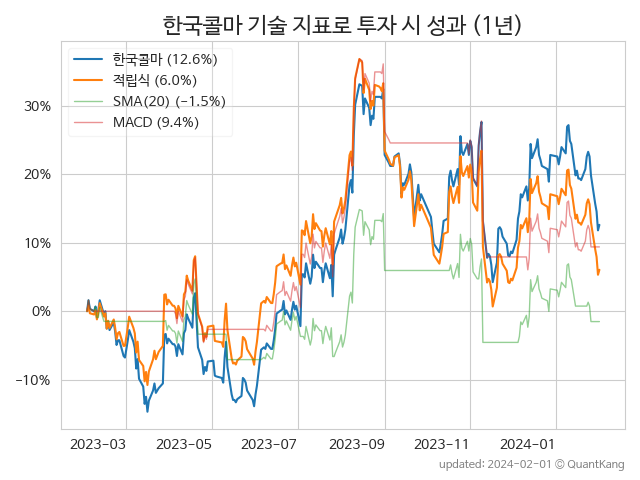 한국콜마 기술 지표로 투자 시 성과 (1년)
한국콜마 (12.6%)
적립식 (6.0%)
SMA(20) (−1.5%)
MACD (9.4%)
30%
20%
10%
0%
−10%
2023-03
2023-05
2023-07
2023-09
2023-11
2024-01
updated: 2024-02-01 © QuantKang